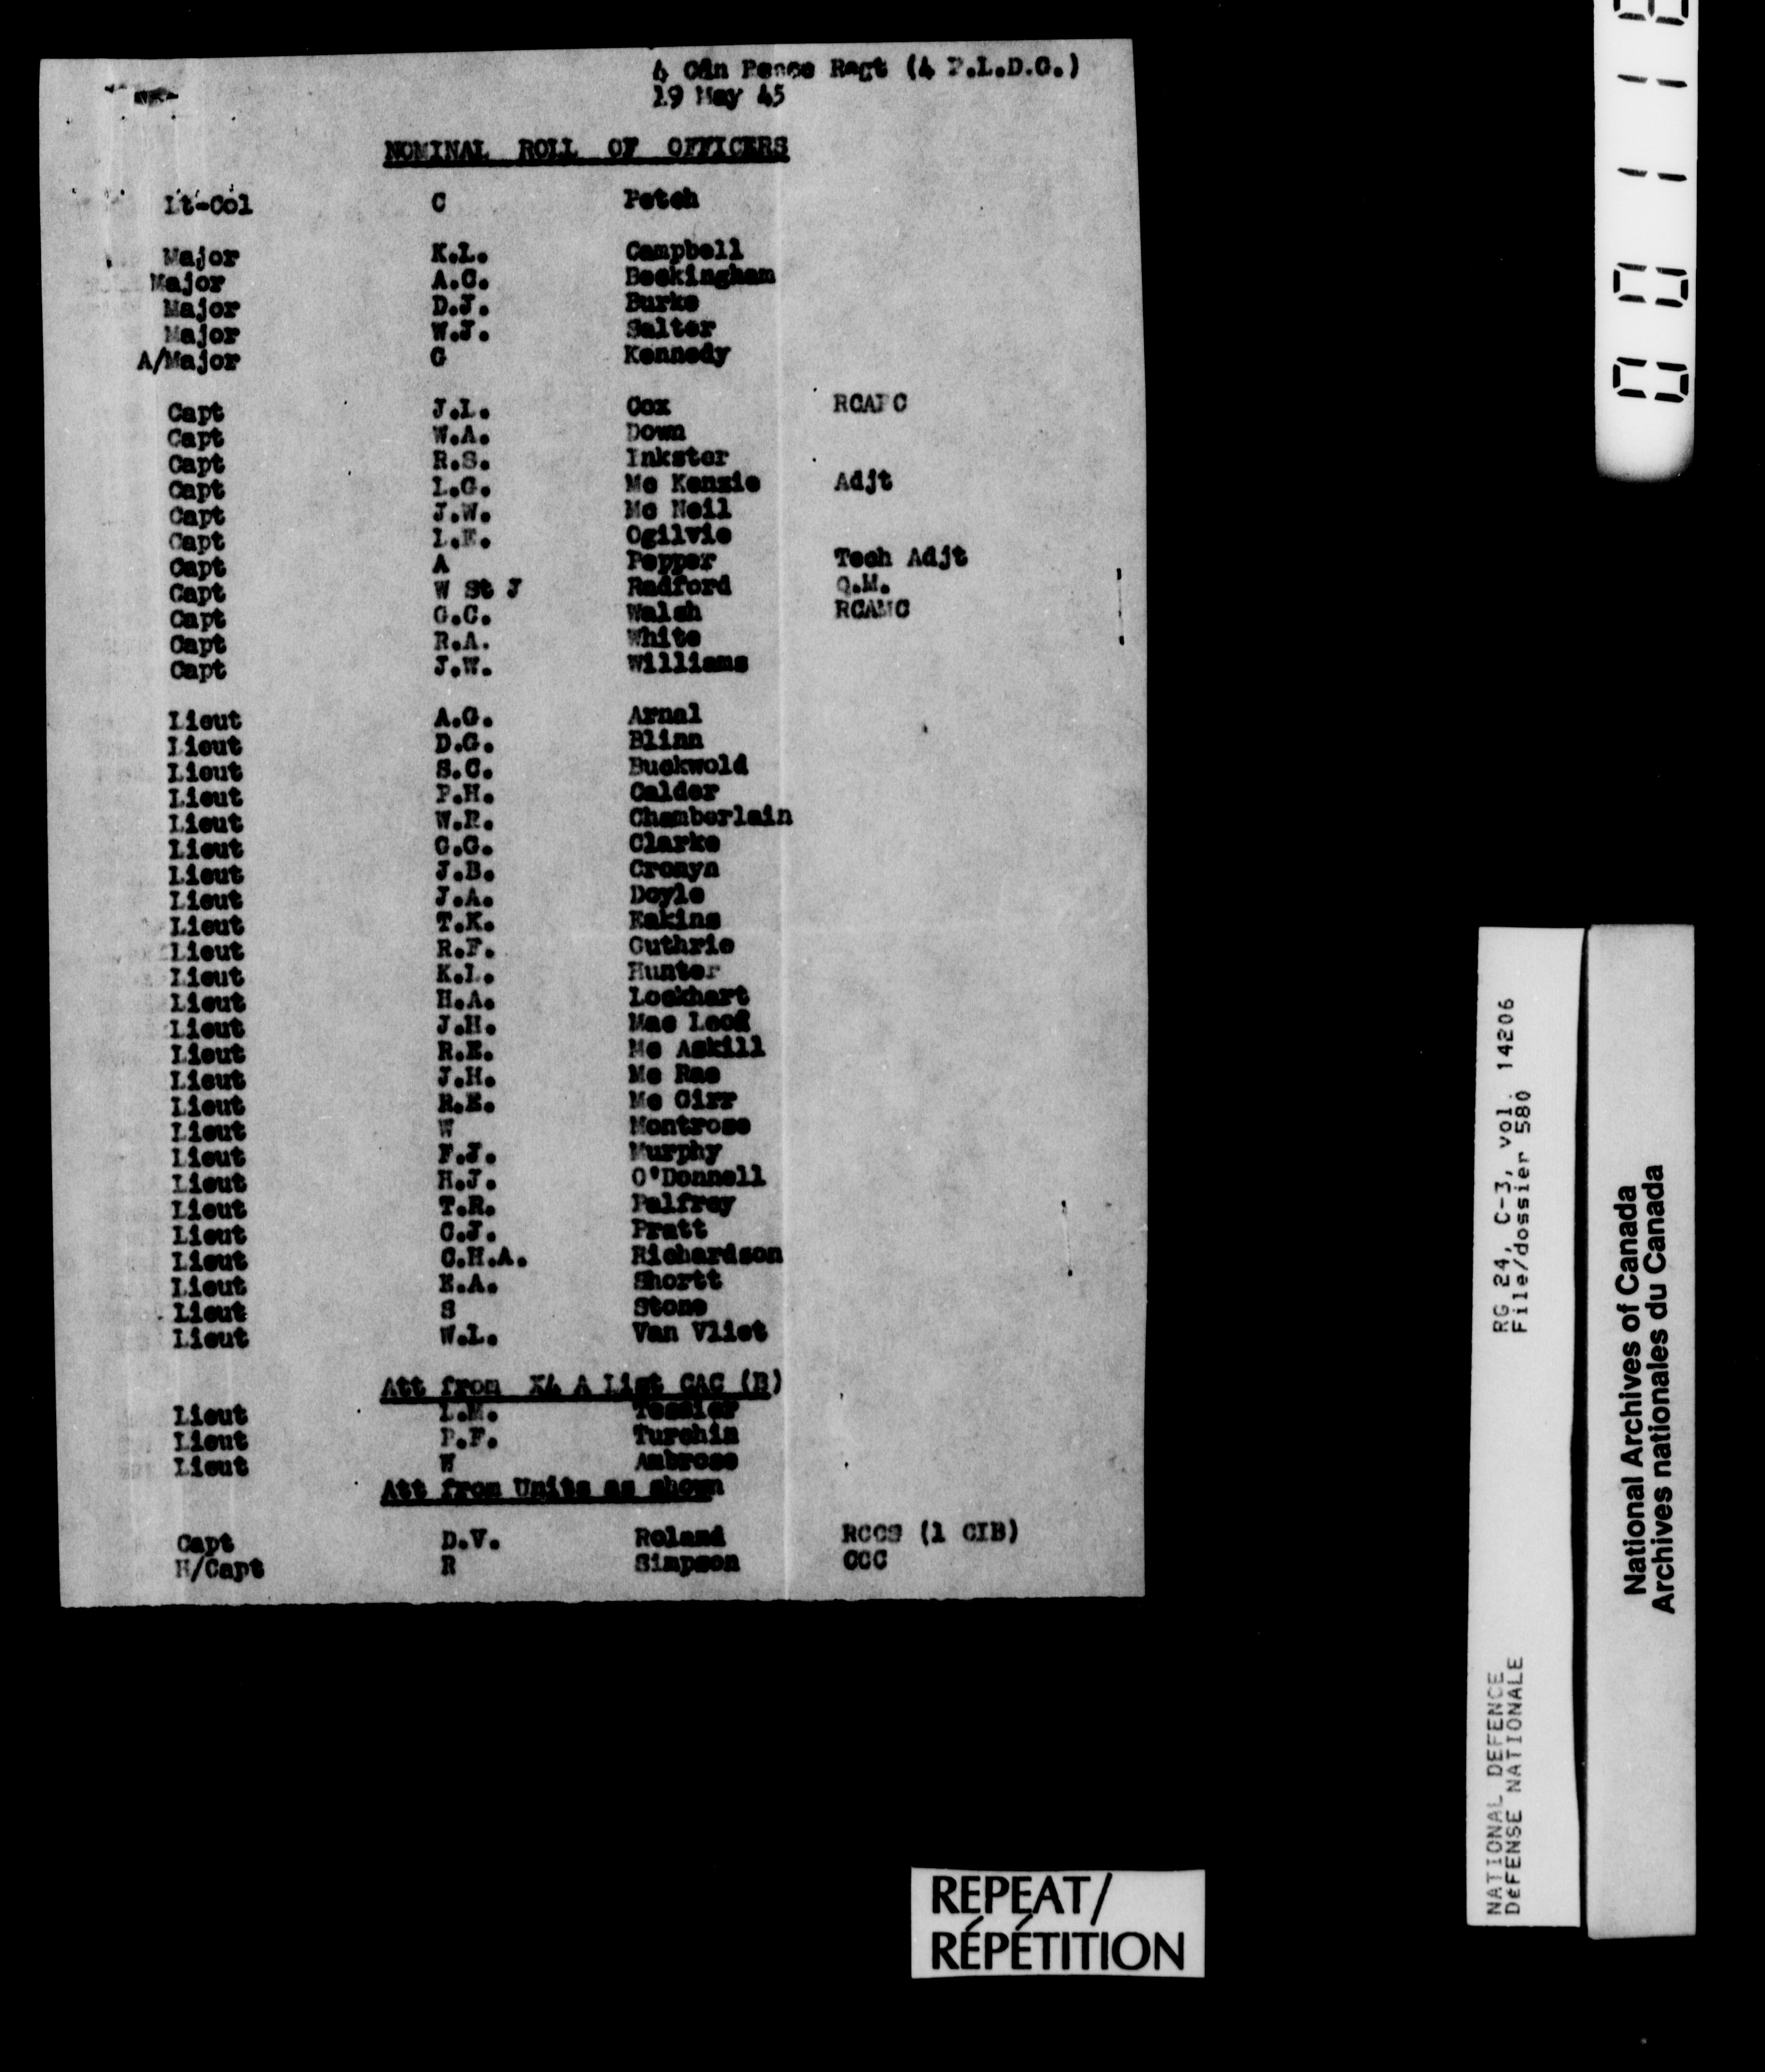 4 Cdn Recce Regt (4 P.L.D.G.)
19 May 45
NOMINAL ROLL OF OFFICERS
Lt-Col C Petch
Major K.L. Campbell
Major A.C. Beckingham
Major D.J. Burke
Major W.J. Salter
A/Major G Kennedy
Capt J.L. Cox RCAPC
Capt W.A. Down
Capt R.S. Inkster
Capt L.G. Mc Kenzie Adjt
Capt J.W. Mc Neil
Capt L.E. Ogilvie
Capt A Pepper Tech Adjt
Capt W St J Radford Q.M.
Capt G.C. Walsh RCAMC
Capt R.A. White
Capt J.W. Williams
Lieut A.G. Arnal
Lieut D.G. Blinn
Lieut S.C. Buckwold
Lieut P.H. Calder
Lieut W.R. Chamberlain
Lieut G.G. Clarke
Lieut J.B. Cronyn
Lieut J.A. Doyle
Lieut T.K. Eakins
Lieut R.F. Guthrie
Lieut K.L. Hunter
Lieut H.A. Lockhart
Lieut J.H. Mac Leod
Lieut R.E. Mc Askill
Lieut J.H. Mc Rae
Lieut R.E. Mc Girr
Lieut W Montrose
Lieut F.J. Murphy
Lieut H.J. O'Donnell
Lieut T.R. Palfrey
Lieut C.J. Pratt
Lieut C.H.A. Richardson
Lieut E.A. Shortt
Lieut S Stone
Lieut W.L. Van Vliet
Att from X4 A List CAC (B)
Lieut L.M. Tessier
Lieut P.F. Turchin
Lieut W Ambrose
Att from Units as shown
Capt D.V. Roland RCCS (1 CIB)
H/Capt R Simpson CCC
REPEAT/
RÉPÉTITION
NATIONAL DEFENCE RG 24, C-3, vol. 14206
DéFENSE NATIONALE File/dossier 580
National Archives of Canada
Archives nationales du Canada